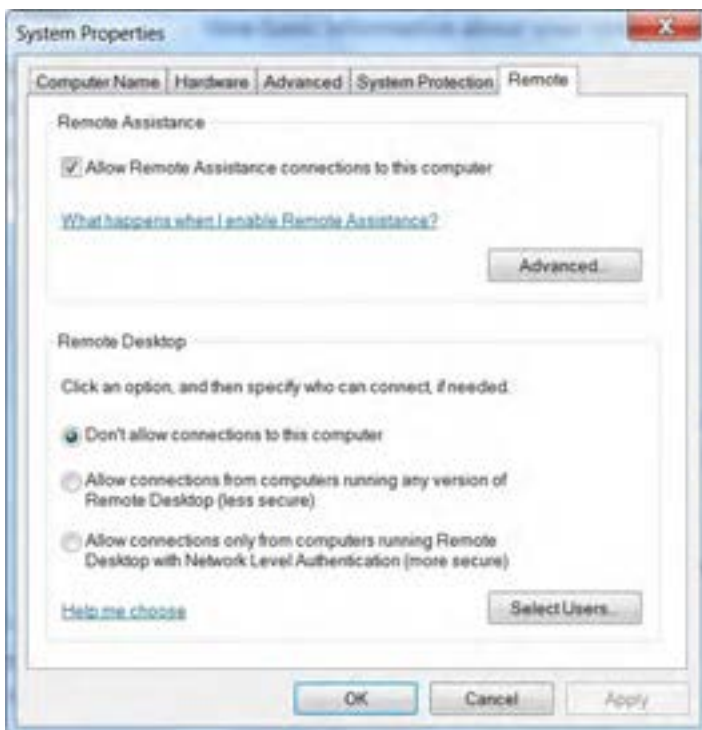 System Properties
Computer Name Hardware Advanced System Protection Remote
Remote Assistance
Allow Remote Assistance connections to this computer
What happens when I enable Remote Assistance?
Advanced...
Remote Desktop
Click an option, and then specify who can connect, if needed.
Don't allow connections to this computer
Allow connections from computers running any version of
Remote Desktop (less secure)
Allow connections only from computers running Remote
Desktop with Network Level Authentication (more secure)
Help me choose
Select Users...
OK Cancel Apply